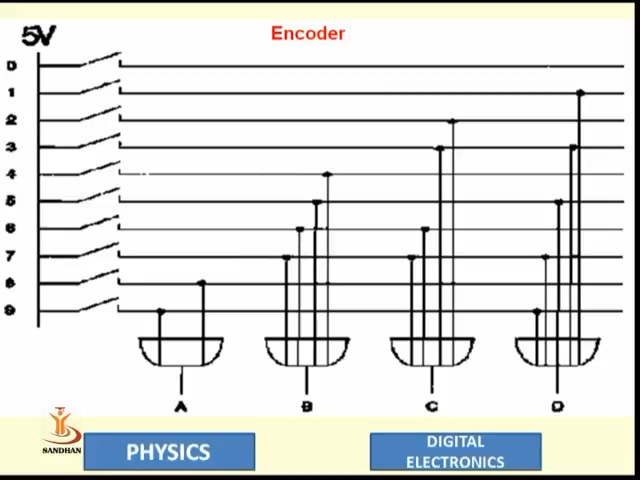 5V
Encoder
0
1
2
3
4
5
6
7
8
9
A
B
C
D
SANDHAN
PHYSICS
DIGITAL
ELECTRONICS